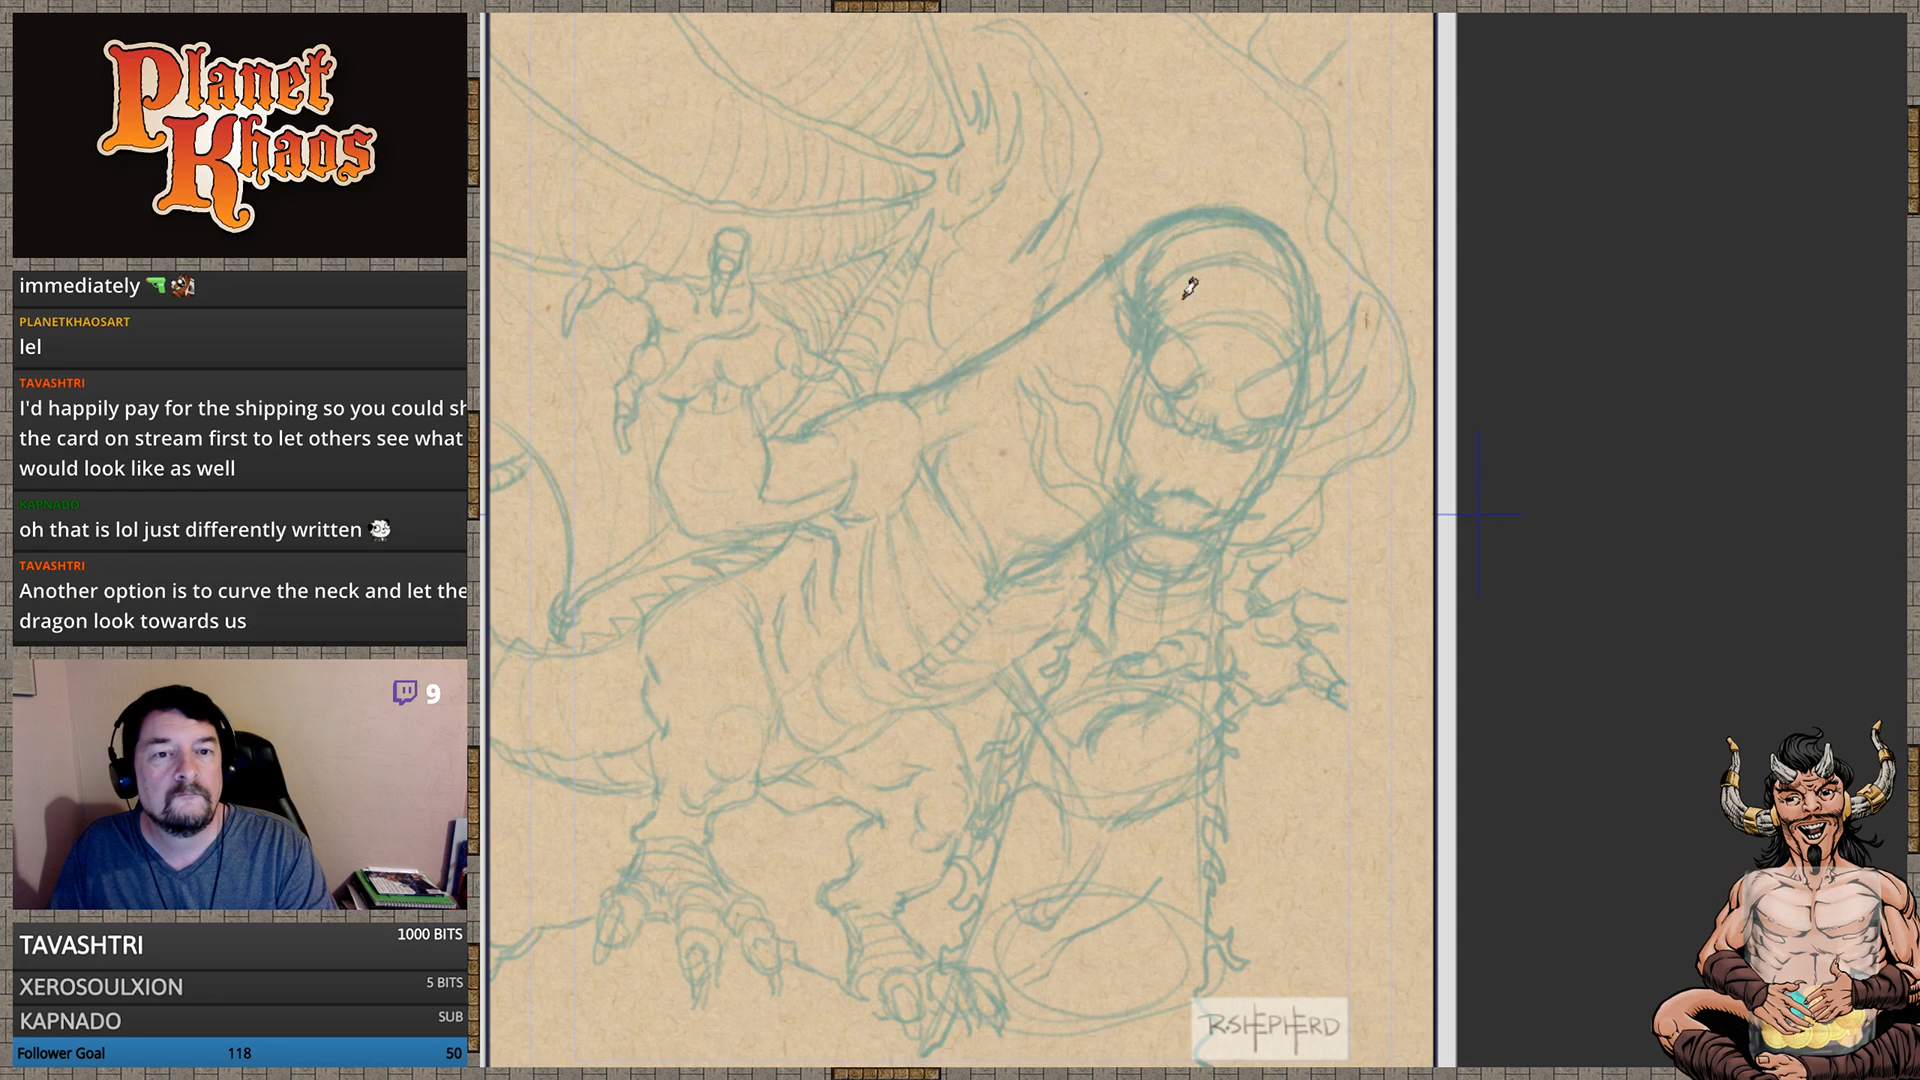 Planet
Khaos
immediately
PLANETKHAOSART
lel
TAVASHTRI
I'd happily pay for the shipping so you could sh
the card on stream first to let others see what
would look like as well
KAPNADO
oh that is lol just differently written
TAVASHTRI
Another option is to curve the neck and let the
dragon look towards us
9
TAVASHTRI 1000 BITS
XEROSOULXION 5 BITS
KAPNADO SUB
Follower Goal 118 50
R.SHEPHERD